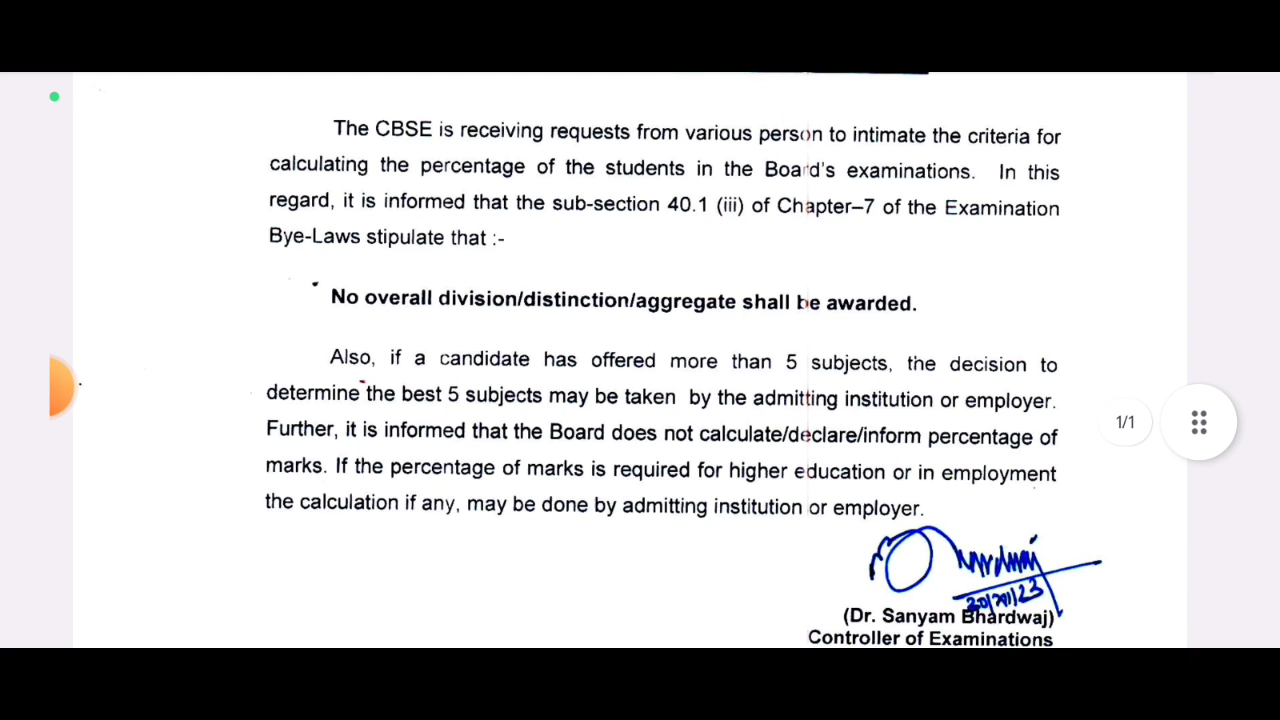 The CBSE is receiving requests from various person to intimate the criteria for
calculating the percentage of the students in the Board's examinations. In this
regard, it is informed that the sub-section 40.1 (iii) of Chapter–7 of the Examination
Bye-Laws stipulate that :-
No overall division/distinction/aggregate shall be awarded.
Also, if a candidate has offered more than 5 subjects, the decision to
determine the best 5 subjects may be taken by the admitting institution or employer.
Further, it is informed that the Board does not calculate/declare/inform percentage of
1/1
marks. If the percentage of marks is required for higher education or in employment
the calculation if any, may be done by admitting institution or employer.
(Dr. Sanyam Bhardwaj)
Controller of Examinations